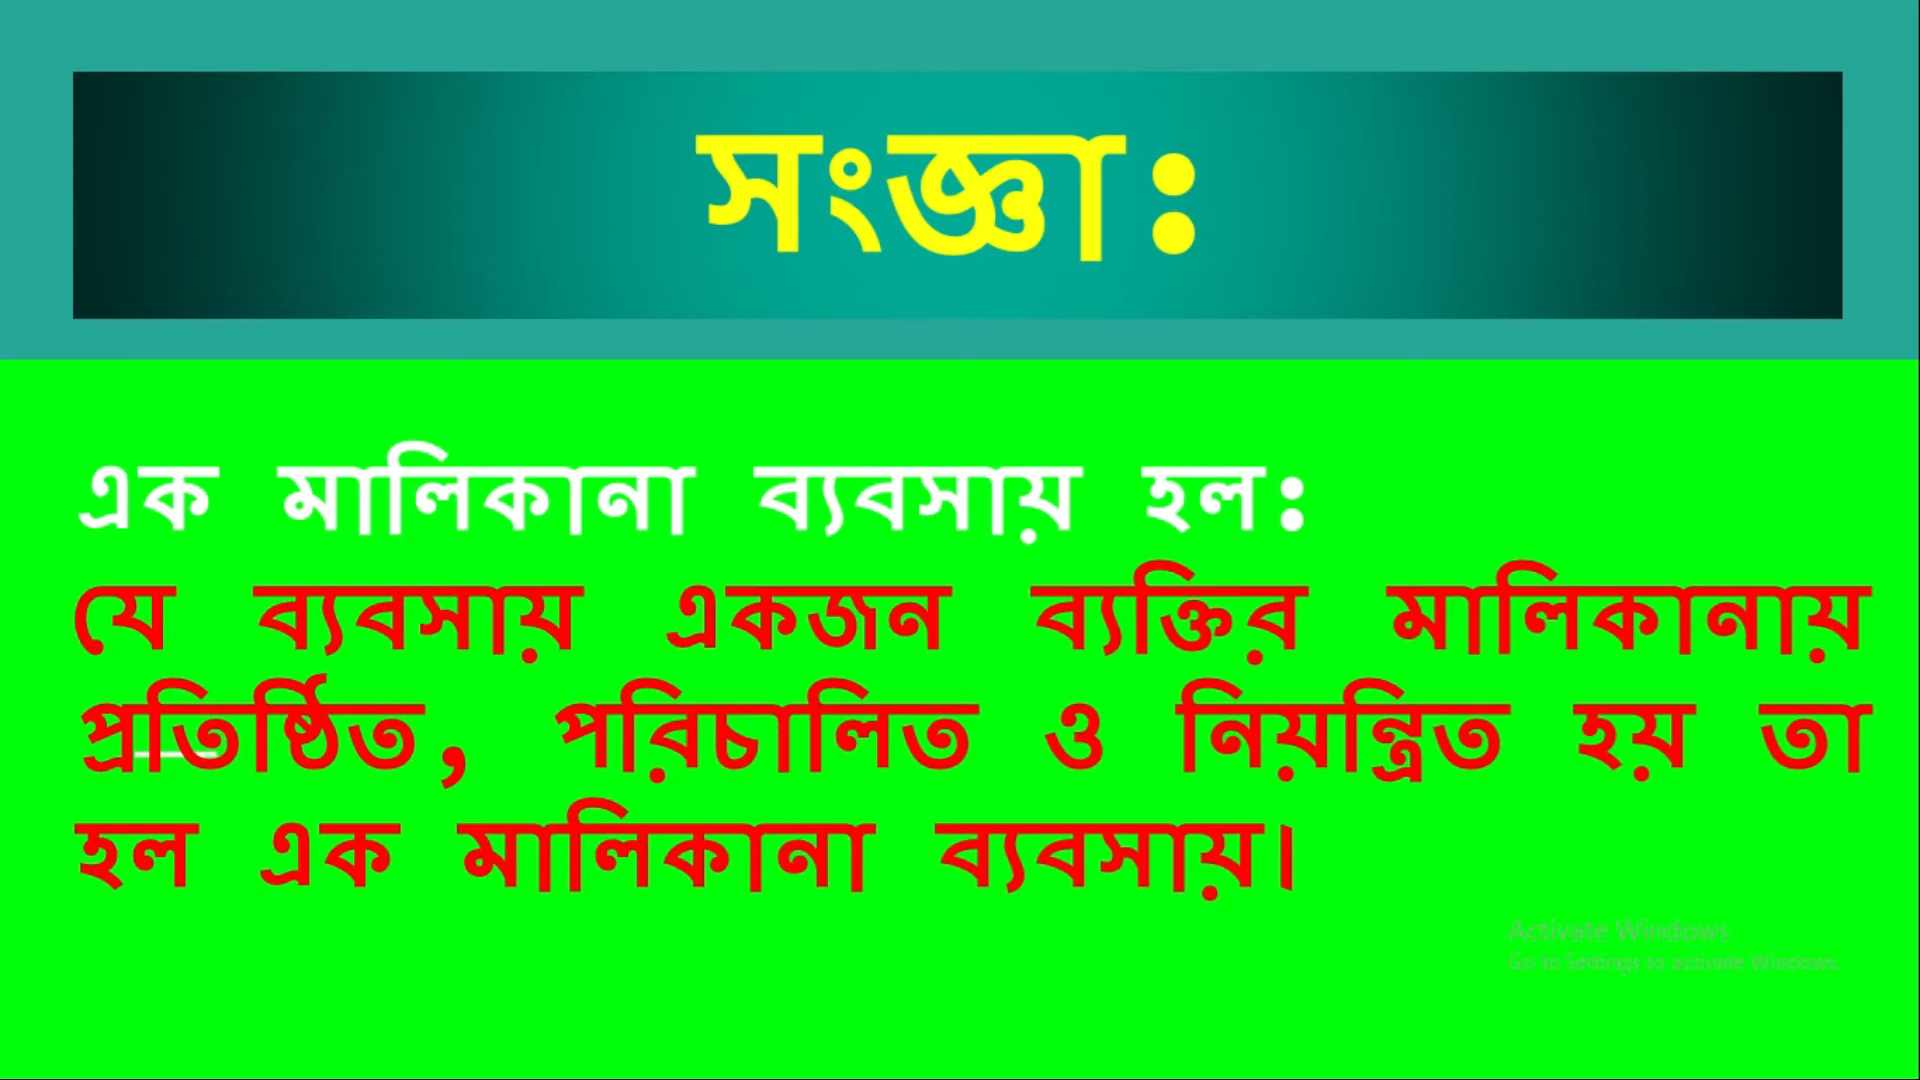 সংজ্ঞা:
এক মালিকানা ব্যবসায় হল:
যে ব্যবসায় একজন ব্যক্তির মালিকানায়
প্রতিষ্ঠিত, পরিচালিত ও নিয়ন্ত্রিত হয় তা
হল এক মালিকানা ব্যবসায়।
Activate Windows
Go to Settings to activate Windows.